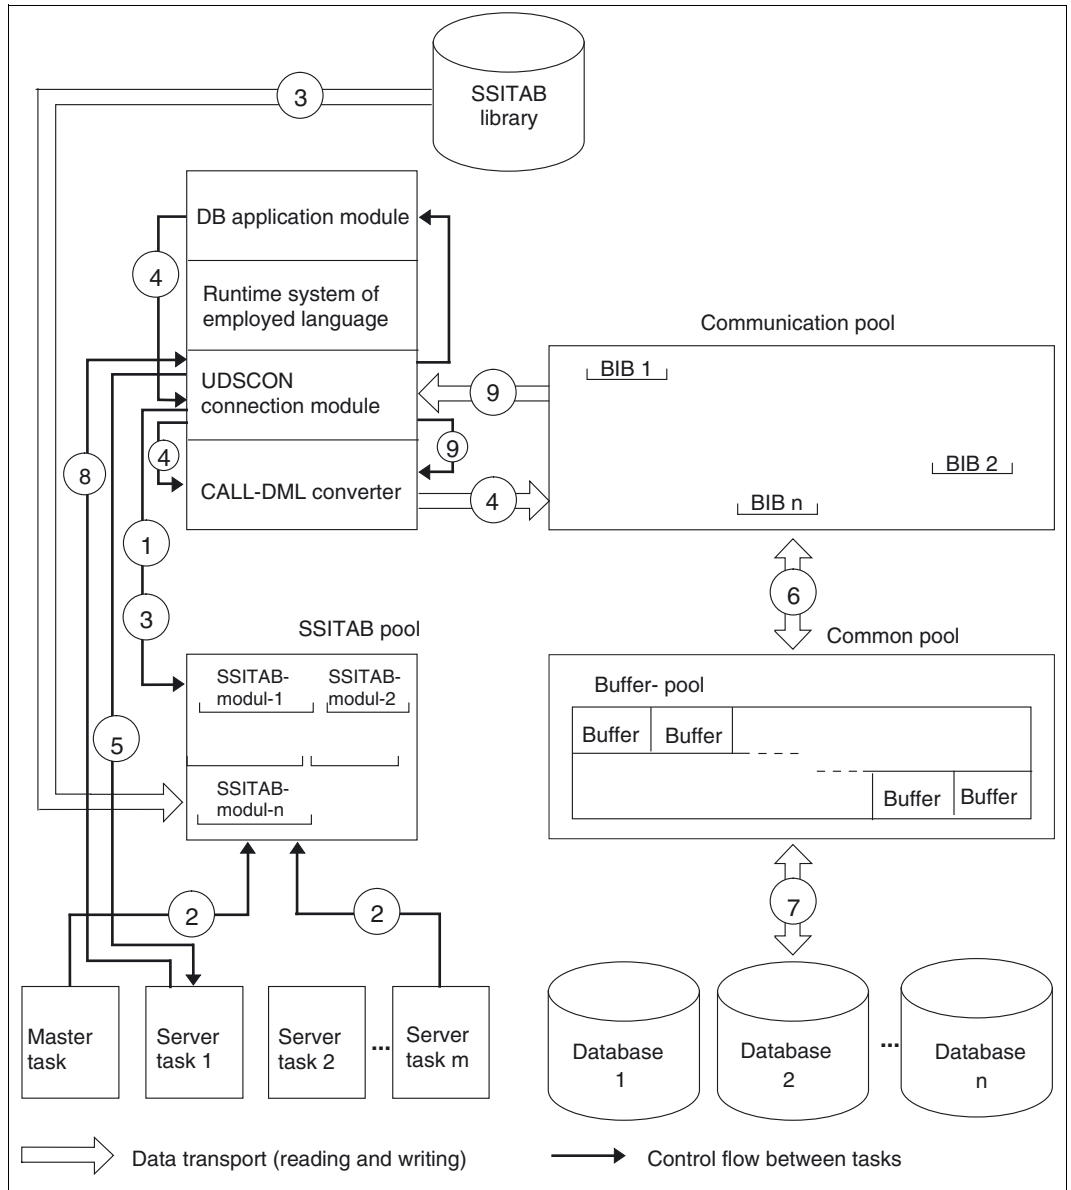 3
SSITAB
library
DB application module
4
Runtime system of
employed language
Communication pool
BIB 1
UDSCON
connection module
9
9
8
4
BIB 2
CALL-DML converter
4
BIB n
1
6
3
SSITAB pool
Common pool
SSITAB-
modul-1
SSITAB-
modul-2
Buffer- pool
Buffer
Buffer
5
SSITAB-
modul-n
Buffer
Buffer
2
2
7
Master
task
Server
task 1
Server
task 2
...
Server
task m
Database
1
Database
2
...
Database
n
Data transport (reading and writing)
Control flow between tasks